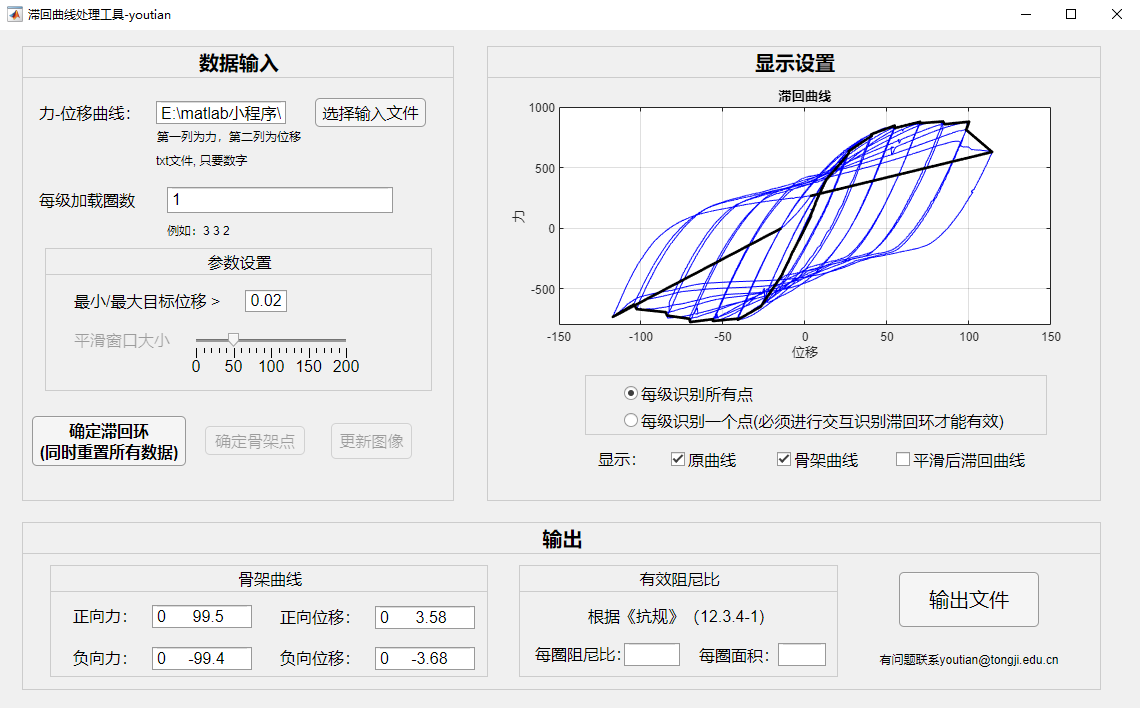 滞回曲线处理工具-youtian
数据输入
力-位移曲线：
E:\matlab小程序\
选择输入文件
第一列为力，第二列为位移
txt文件, 只要数字
每级加载圈数
1
例如：3 3 2
参数设置
最小/最大目标位移 >
0.02
平滑窗口大小
0 50 100 150 200
确定滞回环
(同时重置所有数据)
确定骨架点
更新图像
显示设置
滞回曲线
1000
500
0
-500
力
-150 -100 -50 0 50 100 150
位移
每级识别所有点
每级识别一个点(必须进行交互识别滞回环才能有效)
显示：
原曲线
骨架曲线
平滑后滞回曲线
输出
骨架曲线
正向力：
0 99.5
正向位移：
0 3.58
负向力：
0 -99.4
负向位移：
0 -3.68
有效阻尼比
根据《抗规》（12.3.4-1）
每圈阻尼比:
每圈面积：
输出文件
有问题联系youtian@tongji.edu.cn